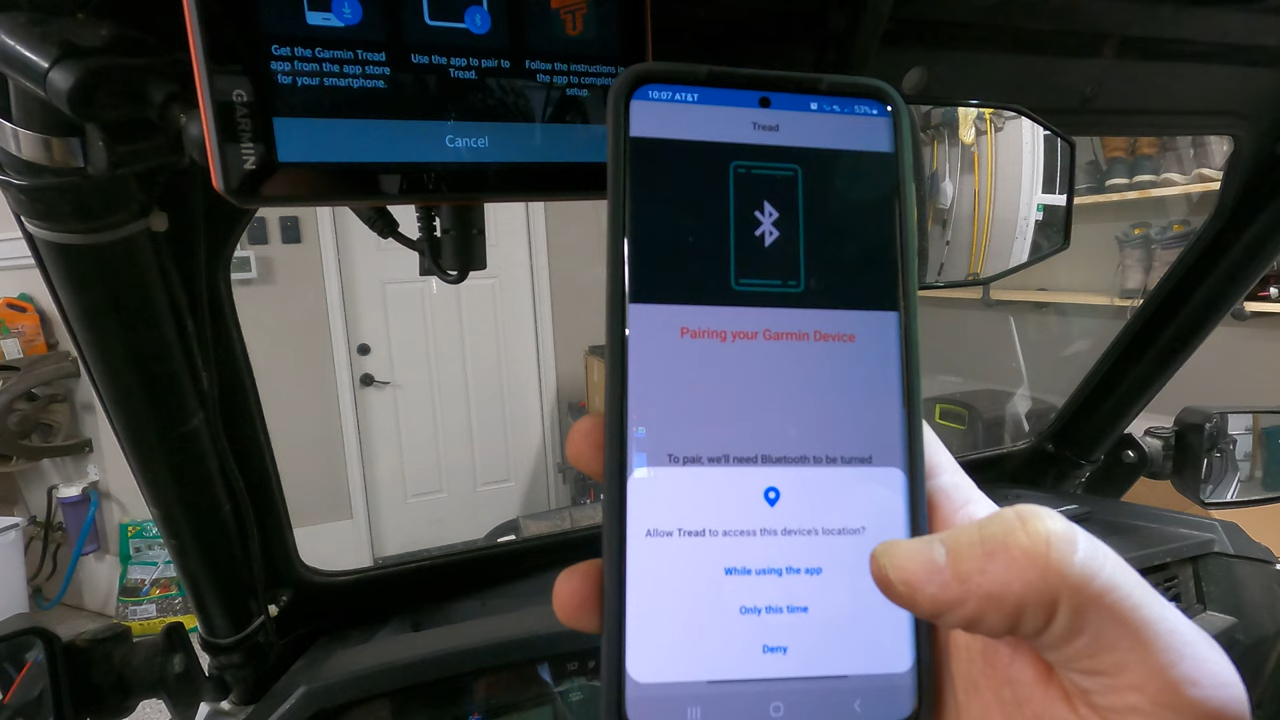 Get the Garmin Tread
app from the app store
for your smartphone.
Use the app to pair to
Tread.
Follow the instructions in
the app to complete
setup.
Cancel
GARMIN
10:07 AT&T
53%
Tread
Pairing your Garmin Device
To pair, we'll need Bluetooth to be turned
Allow Tread to access this device's location?
While using the app
Only this time
Deny